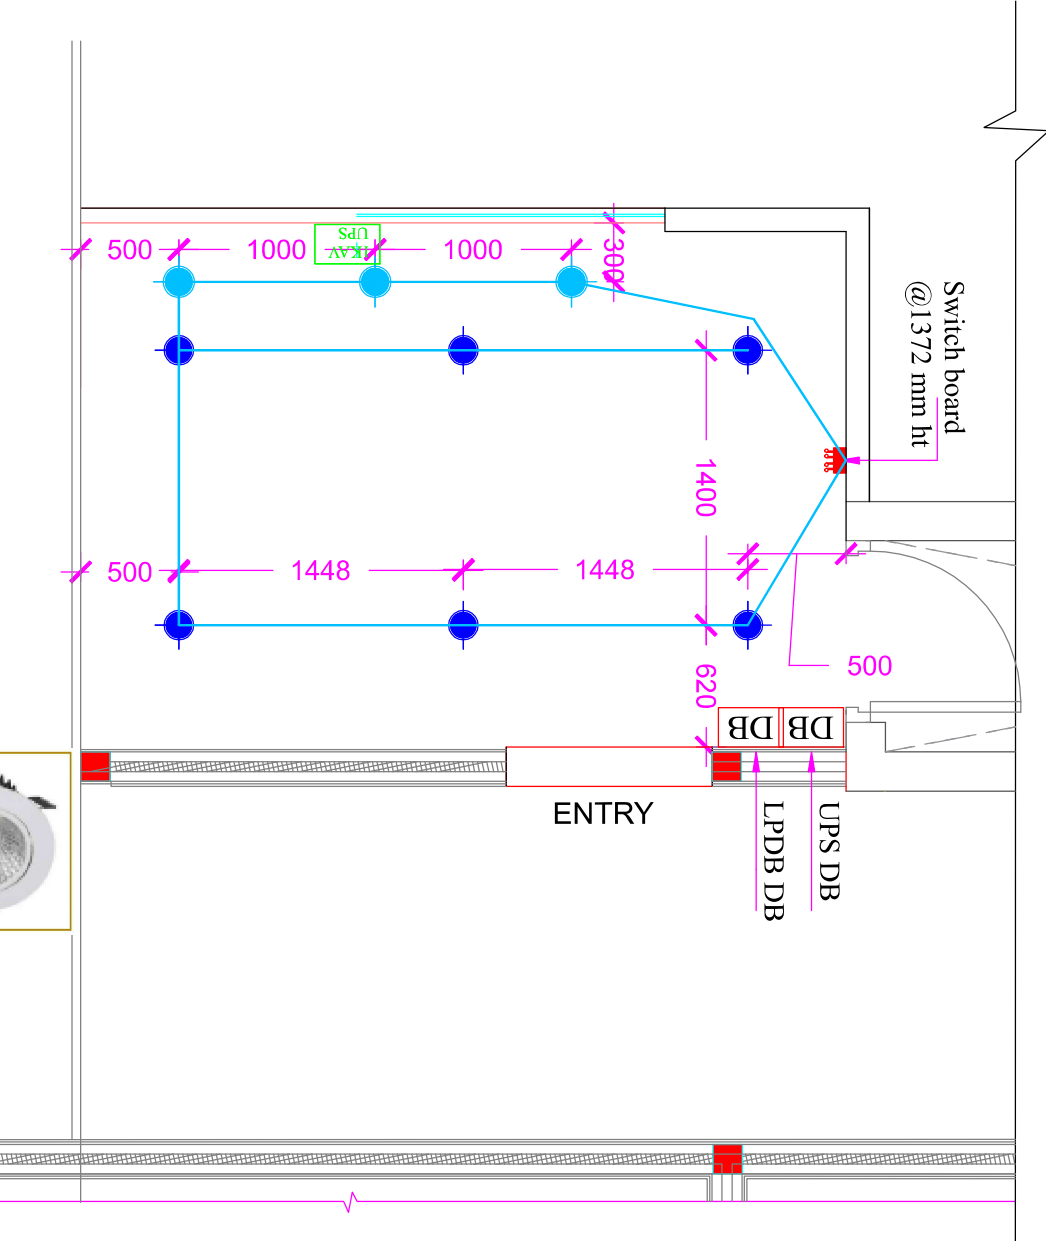 500
1000
1KAV
UPS
1000
300
Switch board
@1372 mm ht
1400
500
1448
1448
500
620
DB
DB
ENTRY
LPDB DB
UPS DB